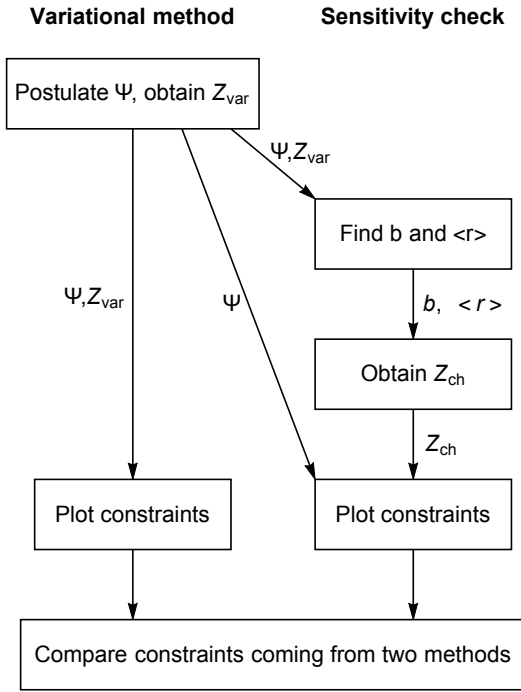 Variational method
Sensitivity check
Postulate Ψ, obtain Zvar
Ψ,Zvar
Find b and <r>
Ψ,Zvar
Ψ
b, <r>
Obtain Zch
Zch
Plot constraints
Plot constraints
Compare constraints coming from two methods